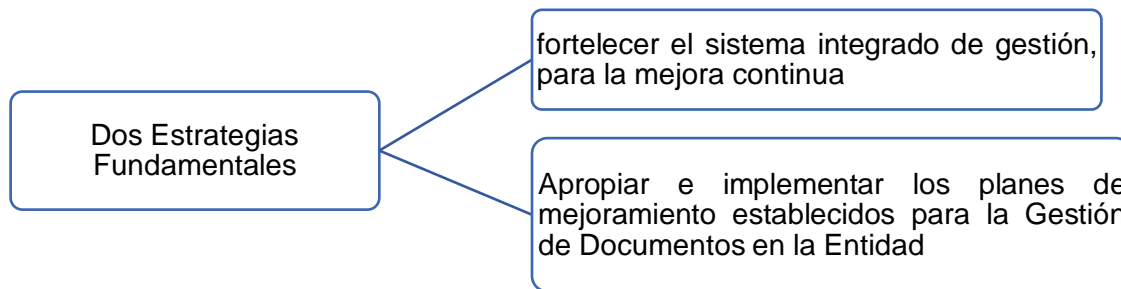 Dos Estrategias
Fundamentales
fortelecer el sistema integrado de gestión,
para la mejora continua
Apropiar e implementar los planes de
mejoramiento establecidos para la Gestión
de Documentos en la Entidad